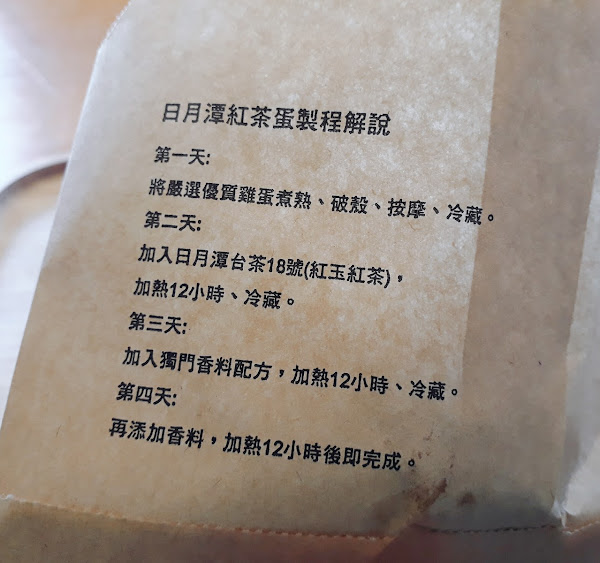 日月潭紅茶蛋製程解說
第一天:
將嚴選優質雞蛋煮熟、破殼、按摩、冷藏。
第二天:
加入日月潭台茶18號(紅玉紅茶)，
加熱12小時、冷藏。
第三天:
加入獨門香料配方，加熱12小時、冷藏。
第四天:
再添加香料，加熱12小時後即完成。